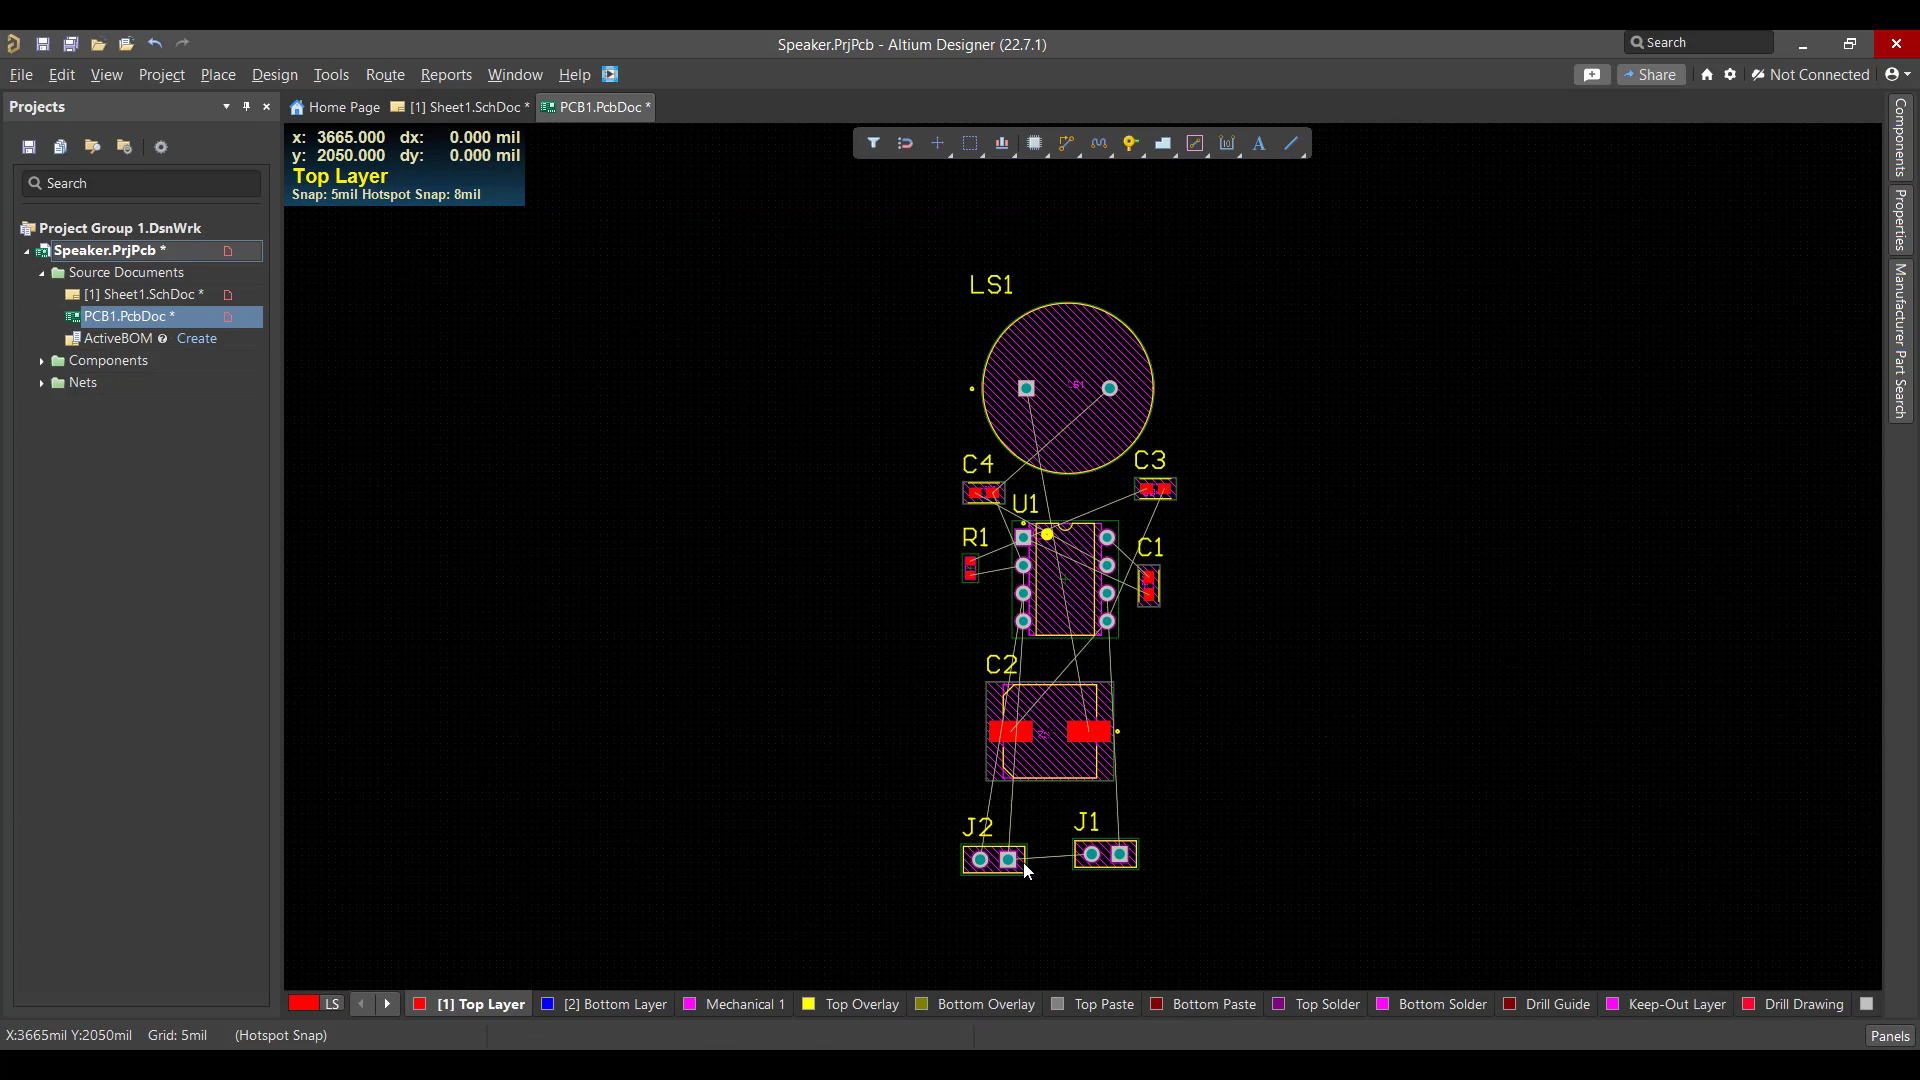 Speaker.PrjPcb - Altium Designer (22.7.1)
Search
File Edit View Project Place Design Tools Route Reports Window Help
Share
Not Connected
Projects
Home Page
[1] Sheet1.SchDoc *
PCB1.PcbDoc *
x: 3665.000 dx: 0.000 mil
y: 2050.000 dy: 0.000 mil
Top Layer
Snap: 5mil Hotspot Snap: 8mil
Search
Project Group 1.DsnWrk
Speaker.PrjPcb *
Source Documents
[1] Sheet1.SchDoc *
PCB1.PcbDoc *
ActiveBOM Create
Components
Nets
Components
Properties
Manufacturer Part Search
LS1
LS1
C4
C3
U1
R1
C1
C2
J2
J1
LS
[1] Top Layer
[2] Bottom Layer
Mechanical 1
Top Overlay
Bottom Overlay
Top Paste
Bottom Paste
Top Solder
Bottom Solder
Drill Guide
Keep-Out Layer
Drill Drawing
X:3665mil Y:2050mil Grid: 5mil (Hotspot Snap)
Panels